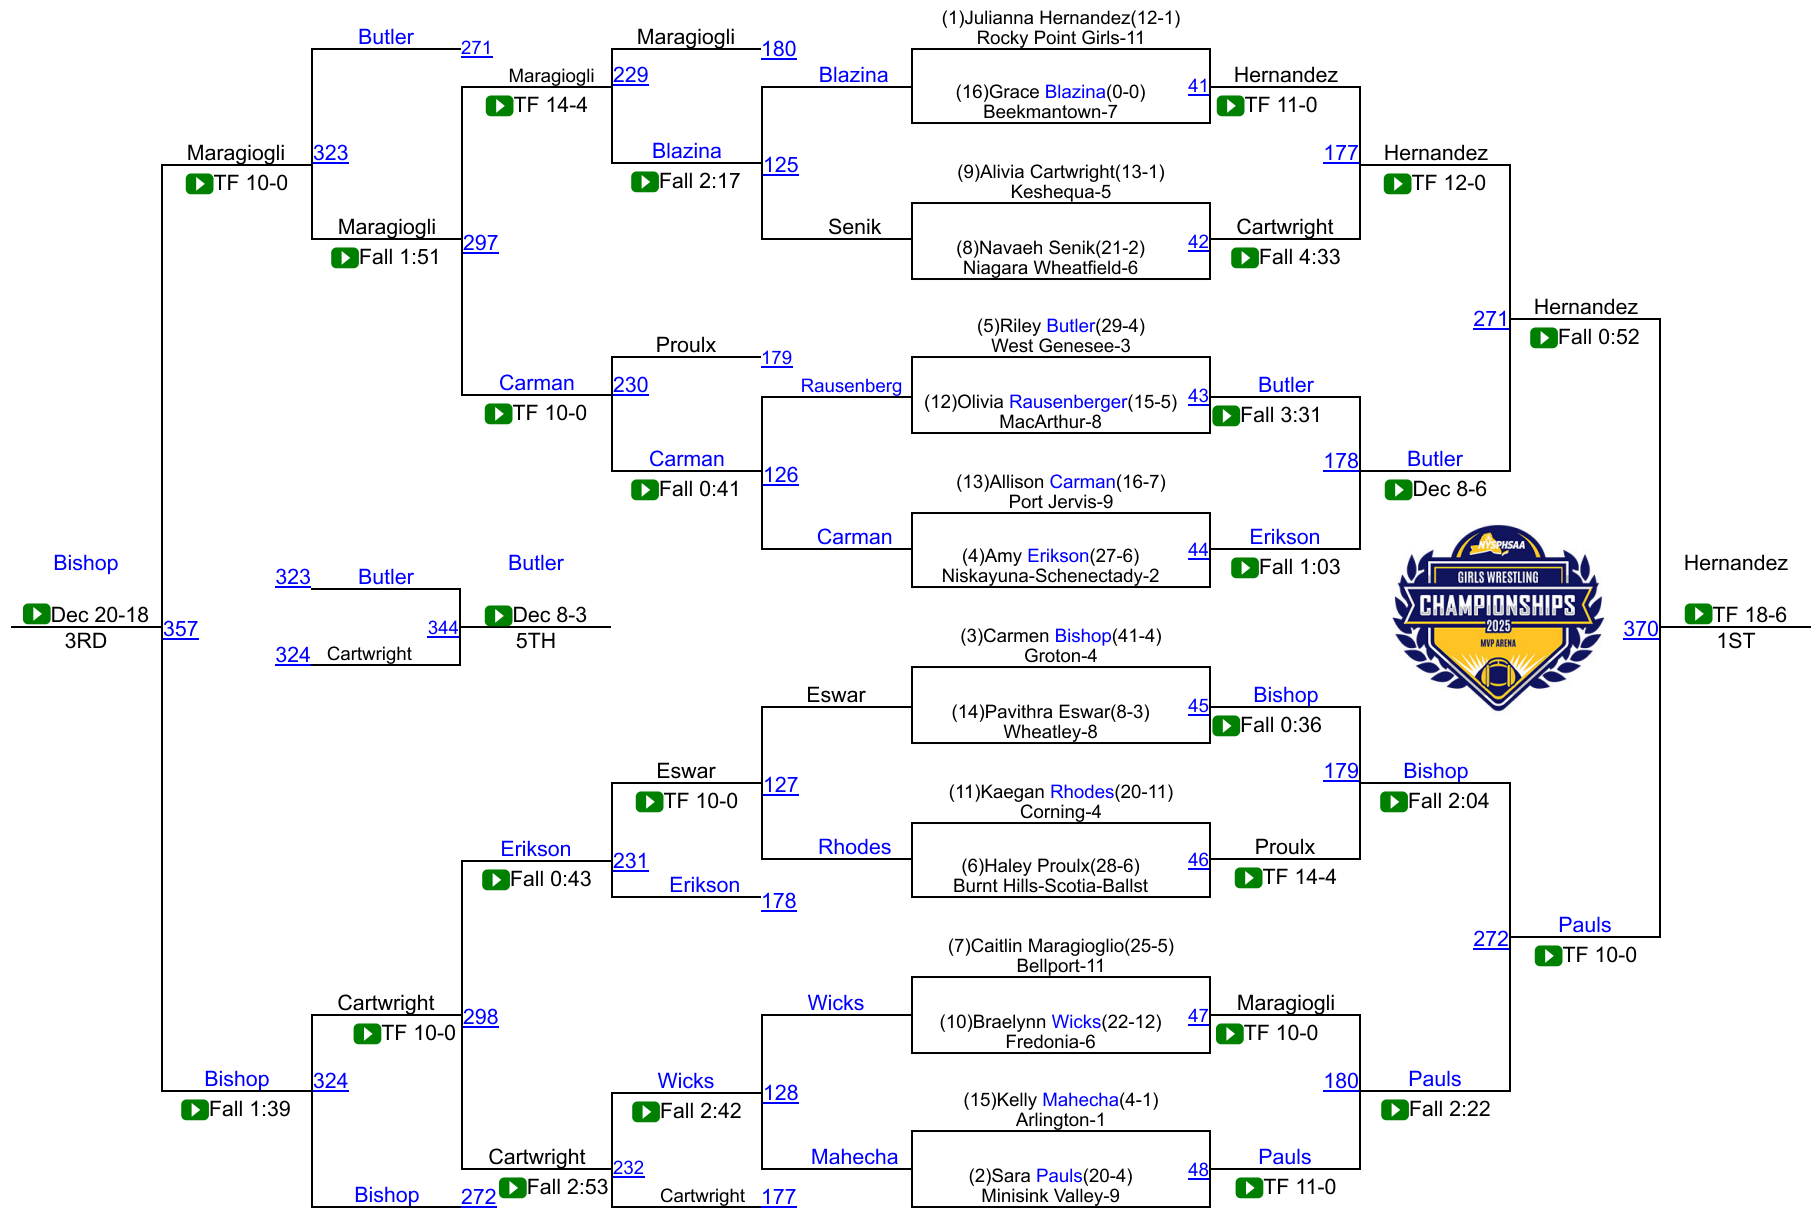 (1)Julianna Hernandez(12-1)
Rocky Point Girls-11
(16)Grace Blazina(0-0)
Beekmantown-7
41
(9)Alivia Cartwright(13-1)
Keshequa-5
(8)Navaeh Senik(21-2)
Niagara Wheatfield-6
42
(5)Riley Butler(29-4)
West Genesee-3
(12)Olivia Rausenberger(15-5)
MacArthur-8
43
(13)Allison Carman(16-7)
Port Jervis-9
(4)Amy Erikson(27-6)
Niskayuna-Schenectady-2
44
(3)Carmen Bishop(41-4)
Groton-4
(14)Pavithra Eswar(8-3)
Wheatley-8
45
(11)Kaegan Rhodes(20-11)
Corning-4
(6)Haley Proulx(28-6)
Burnt Hills-Scotia-Ballst
46
(7)Caitlin Maragioglio(25-5)
Bellport-11
(10)Braelynn Wicks(22-12)
Fredonia-6
47
(15)Kelly Mahecha(4-1)
Arlington-1
(2)Sara Pauls(20-4)
Minisink Valley-9
48
Hernandez
TF 11-0
177
Cartwright
Fall 4:33
Butler
Fall 3:31
178
Erikson
Fall 1:03
Bishop
Fall 0:36
179
Proulx
TF 14-4
Maragiogli
TF 10-0
180
Pauls
TF 11-0
Hernandez
TF 12-0
271
Butler
Dec 8-6
Bishop
Fall 2:04
272
Pauls
Fall 2:22
Hernandez
Fall 0:52
370
Pauls
TF 10-0
Hernandez
TF 18-6
1ST
NYSPHSAA
GIRLS WRESTLING
CHAMPIONSHIPS
2025
MVP ARENA
Blazina
125
Senik
Rausenberg
126
Carman
Eswar
127
Rhodes
Wicks
128
Mahecha
Maragiogli
180
229
Blazina
Fall 2:17
Proulx
179
230
Carman
Fall 0:41
Eswar
TF 10-0
231
Erikson
178
Wicks
Fall 2:42
232
Cartwright
177
Maragiogli
TF 14-4
297
Carman
TF 10-0
Erikson
Fall 0:43
298
Cartwright
Fall 2:53
Butler
271
323
Maragiogli
Fall 1:51
Cartwright
TF 10-0
324
Bishop
272
Maragiogli
TF 10-0
357
Bishop
Fall 1:39
Bishop
Dec 20-18
3RD
323
Butler
344
324
Cartwright
Butler
Dec 8-3
5TH